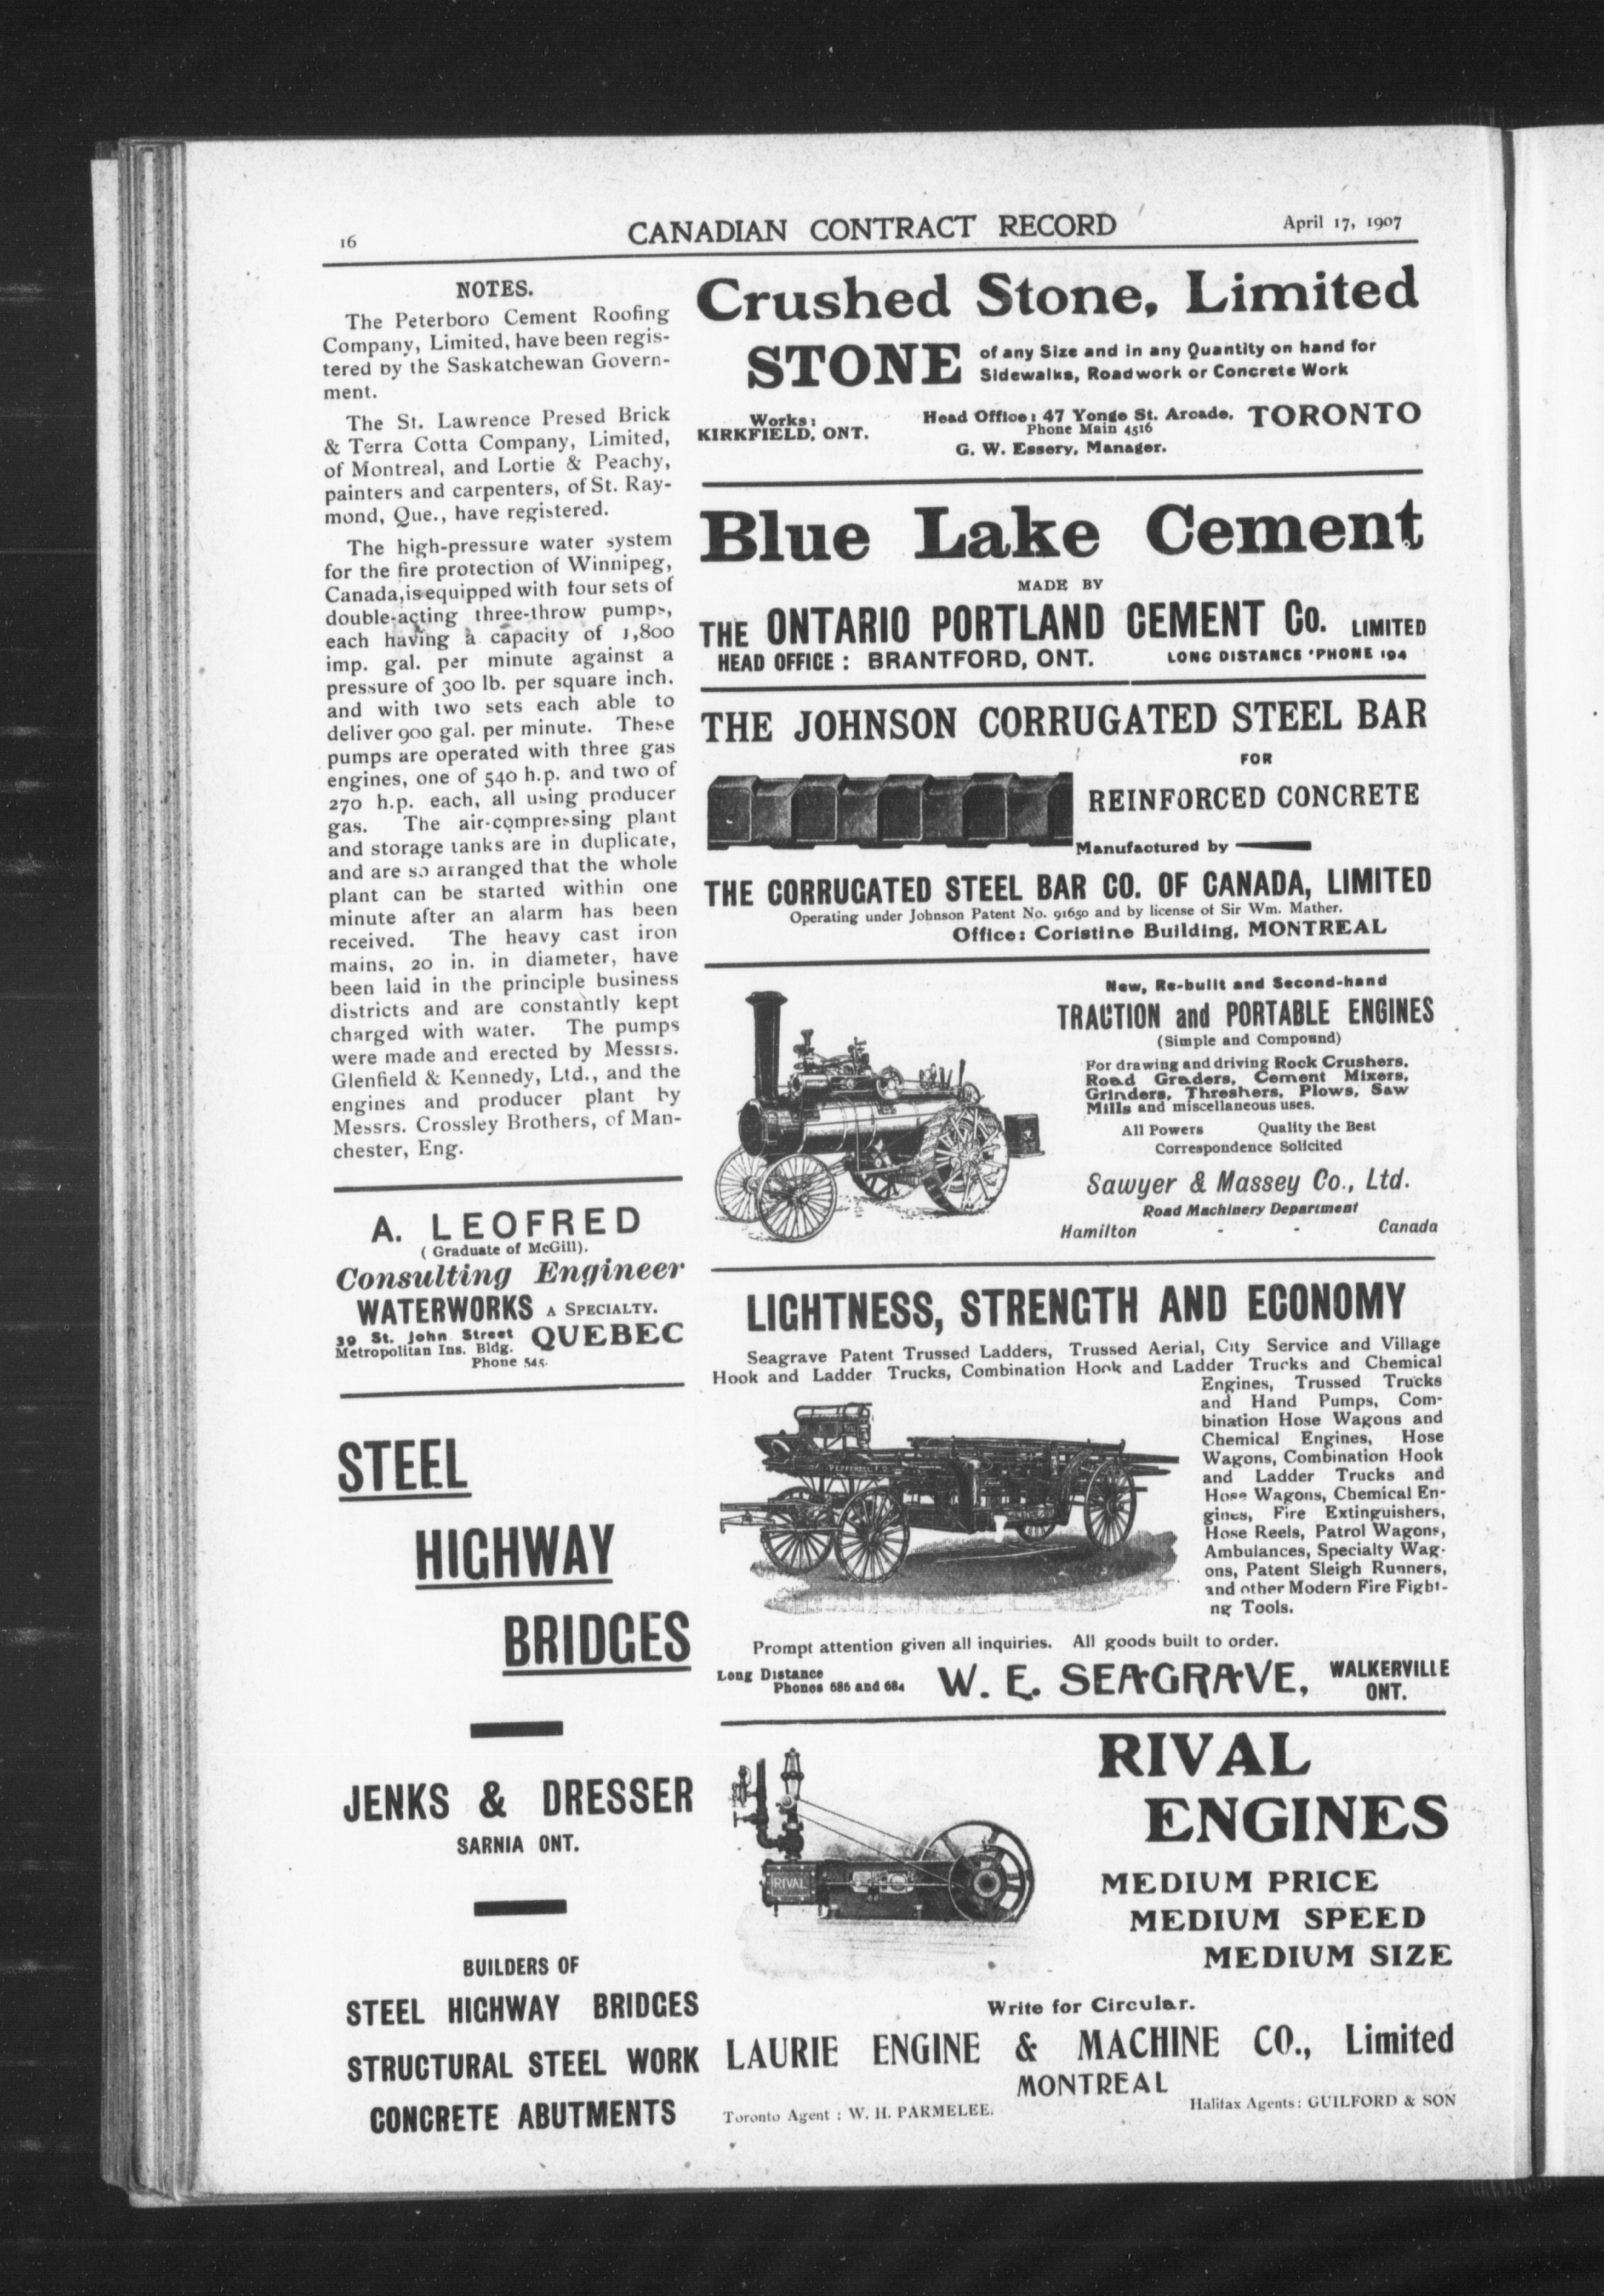 16
CANADIAN CONTRACT RECORD
April 17, 1907
NOTES.
The Peterboro Cement Roofing
Company, Limited, have been regis-
tered by the Saskatchewan Govern-
ment.
The St. Lawrence Presed Brick
& Terra Cotta Company, Limited,
of Montreal, and Lortie & Peachy,
painters and carpenters, of St. Ray-
mond, Que., have registered.
The high-pressure water system
for the fire protection of Winnipeg,
Canada, is equipped with four sets of
double-acting three-throw pumps,
each having a capacity of 1,800
imp. gal. per minute against a
pressure of 300 lb. per square inch.
and with two sets each able to
deliver 900 gal. per minute. These
pumps are operated with three gas
engines, one of 540 h.p. and two of
270 h.p. each, all using producer
gas. The air-compressing plant
and storage tanks are in duplicate,
and are so arranged that the whole
plant can be started within one
minute after an alarm has been
received. The heavy cast iron
mains, 20 in. in diameter, have
been laid in the principle business
districts and are constantly kept
charged with water. The pumps
were made and erected by Messrs.
Glenfield & Kennedy, Ltd., and the
engines and producer plant by
Messrs. Crossley Brothers, of Man-
chester, Eng.
A. LEOFRED
(Graduate of McGill).
Consulting Engineer
WATERWORKS A SPECIALTY.
39 St. John Street
Metropolitan Ins. Bldg. QUEBEC
Phone 545.
STEEL
HIGHWAY
BRIDGES
JENKS & DRESSER
SARNIA ONT.
BUILDERS OF
STEEL HIGHWAY BRIDGES
STRUCTURAL STEEL WORK
CONCRETE ABUTMENTS
Crushed Stone, Limited
STONE of any Size and in any Quantity on hand for
Sidewalks, Roadwork or Concrete Work
Works:
KIRKFIELD, ONT.
Head Office: 47 Yonge St. Arcade, TORONTO
Phone Main 4516
G. W. Essery, Manager.
Blue Lake Cement
MADE BY
THE ONTARIO PORTLAND CEMENT Co. LIMITED
HEAD OFFICE : BRANTFORD, ONT. LONG DISTANCE 'PHONE 194
THE JOHNSON CORRUGATED STEEL BAR
FOR
REINFORCED CONCRETE
Manufactured by
THE CORRUGATED STEEL BAR CO. OF CANADA, LIMITED
Operating under Johnson Patent No. 91650 and by license of Sir Wm. Mather.
Office: Coristine Building, MONTREAL
New, Re-built and Second-hand
TRACTION and PORTABLE ENGINES
(Simple and Compound)
For drawing and driving Rock Crushers,
Road Graders, Cement Mixers,
Grinders, Threshers, Plows, Saw
Mills and miscellaneous uses.
All Powers Quality the Best
Correspondence Solicited
Sawyer & Massey Co., Ltd.
Road Machinery Department
Hamilton - - Canada
LIGHTNESS, STRENGTH AND ECONOMY
Seagrave Patent Trussed Ladders, Trussed Aerial, City Service and Village
Hook and Ladder Trucks, Combination Hook and Ladder Trucks and Chemical
Engines, Trussed Trucks
and Hand Pumps, Com-
bination Hose Wagons and
Chemical Engines, Hose
Wagons, Combination Hook
and Ladder Trucks and
Hose Wagons, Chemical En-
gines, Fire Extinguishers,
Hose Reels, Patrol Wagons,
Ambulances, Specialty Wag-
ons, Patent Sleigh Runners,
and other Modern Fire Fight-
ng Tools.
Prompt attention given all inquiries. All goods built to order.
Long Distance
Phones 686 and 684
W. E. SEAGRAVE, WALKERVILLE
ONT.
RIVAL
ENGINES
RIVAL
MEDIUM PRICE
MEDIUM SPEED
MEDIUM SIZE
Write for Circular.
LAURIE ENGINE & MACHINE CO., Limited
MONTREAL
Toronto Agent : W. H. PARMELEE.
Halifax Agents: GUILFORD & SON